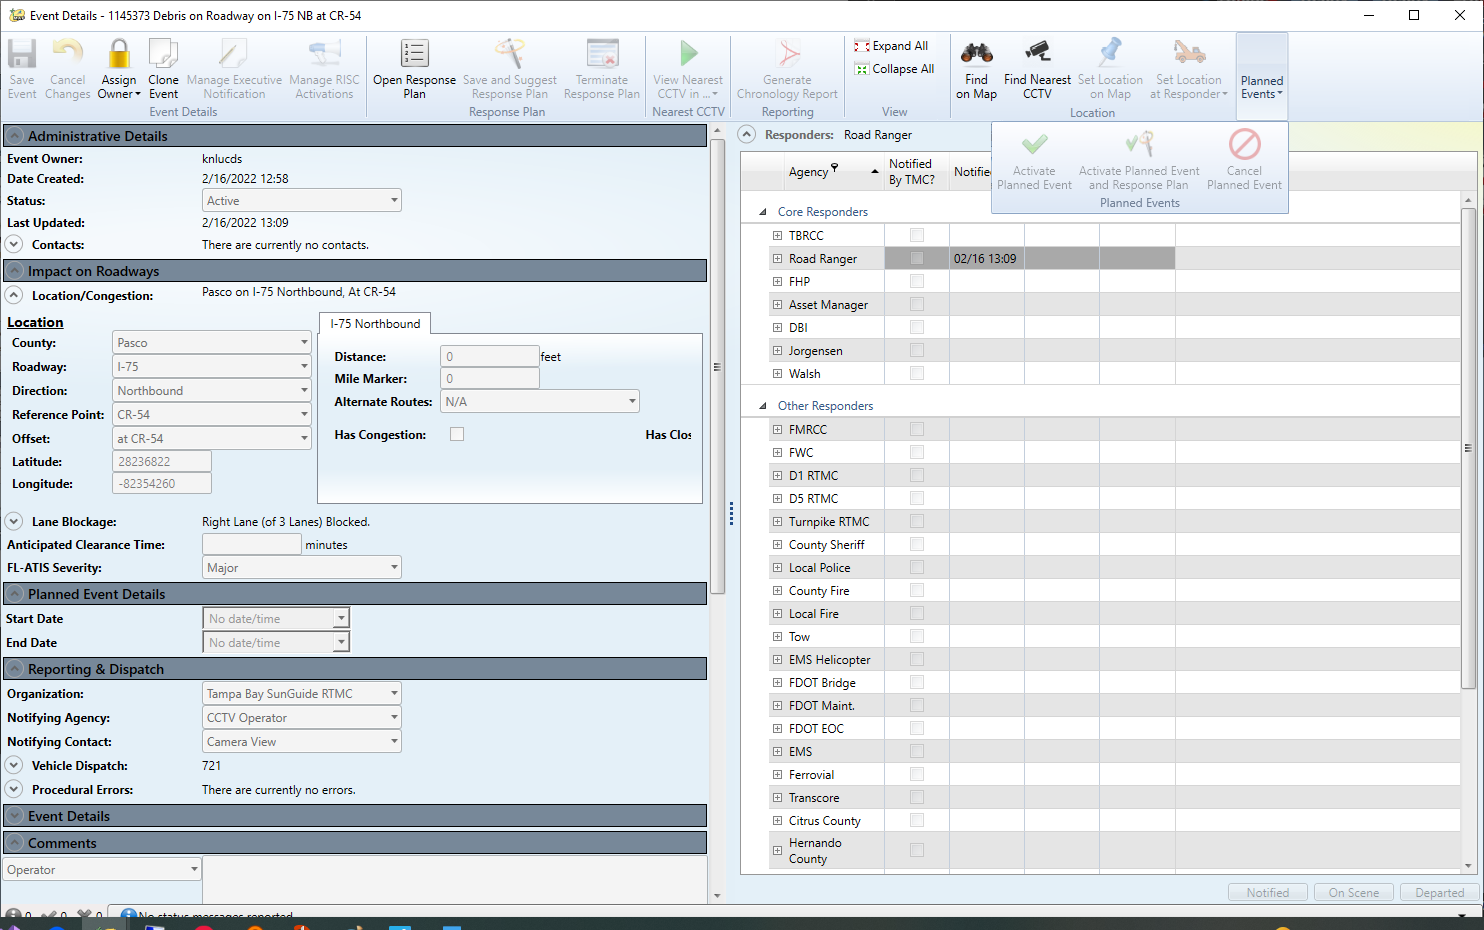 Event Details - 1145373 Debris on Roadway on I-75 NB at CR-54
Save Event
Cancel Changes
Assign Owner
Clone Event
Manage Executive Notification
Manage RISC Activations
Event Details
Open Response Plan
Save and Suggest Response Plan
Terminate Response Plan
Response Plan
View Nearest CCTV in ...
Nearest CCTV
Generate Chronology Report
Reporting
Expand All
Collapse All
View
Find on Map
Find Nearest CCTV
Set Location on Map
Set Location at Responder
Location
Planned Events
Activate Planned Event
Activate Planned Event and Response Plan
Cancel Planned Event
Planned Events
Administrative Details
Event Owner: knlucds
Date Created: 2/16/2022 12:58
Status: Active
Last Updated: 2/16/2022 13:09
Contacts: There are currently no contacts.
Impact on Roadways
Location/Congestion: Pasco on I-75 Northbound, At CR-54
Location
County: Pasco
Roadway: I-75
Direction: Northbound
Reference Point: CR-54
Offset: at CR-54
Latitude: 28236822
Longitude: -82354260
I-75 Northbound
Distance: 0 feet
Mile Marker: 0
Alternate Routes: N/A
Has Congestion: Has Clos
Lane Blockage: Right Lane (of 3 Lanes) Blocked.
Anticipated Clearance Time: minutes
FL-ATIS Severity: Major
Planned Event Details
Start Date No date/time
End Date No date/time
Reporting & Dispatch
Organization: Tampa Bay SunGuide RTMC
Notifying Agency: CCTV Operator
Notifying Contact: Camera View
Vehicle Dispatch: 721
Procedural Errors: There are currently no errors.
Event Details
Comments
Operator
0 0 0 No status messages reported
Responders: Road Ranger
Agency Notified By TMC? Notifie
Core Responders
TBRCC
Road Ranger 02/16 13:09
FHP
Asset Manager
DBI
Jorgensen
Walsh
Other Responders
FMRCC
FWC
D1 RTMC
D5 RTMC
Turnpike RTMC
County Sheriff
Local Police
County Fire
Local Fire
Tow
EMS Helicopter
FDOT Bridge
FDOT Maint.
FDOT EOC
EMS
Ferrovial
Transcore
Citrus County
Hernando County
Notified On Scene Departed